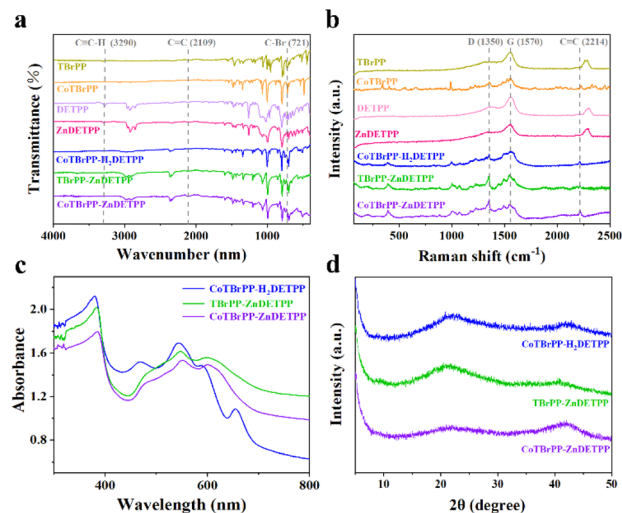 a
C≡C-H (3290) C=C (2109) C-Br (721)
TBrPP
CoTBrPP
DETPP
ZnDETPP
CoTBrPP-H₂DETPP
TBrPP-ZnDETPP
CoTBrPP-ZnDETPP
Transmittance (%)
4000 3000 2000 1000
Wavenumber (nm)
b
D (1350) G (1570) C=C (2214)
TBrPP
CoTBrPP
DETPP
ZnDETPP
CoTBrPP-H₂DETPP
TBrPP-ZnDETPP
CoTBrPP-ZnDETPP
Intensity (a.u.)
500 1000 1500 2000 2500
Raman shift (cm⁻¹)
c
CoTBrPP-H₂DETPP
TBrPP-ZnDETPP
CoTBrPP-ZnDETPP
Absorbance
2.0
1.6
1.2
0.8
400 600 800
Wavelength (nm)
d
CoTBrPP-H₂DETPP
TBrPP-ZnDETPP
CoTBrPP-ZnDETPP
Intensity (a.u.)
10 20 30 40 50
2θ (degree)